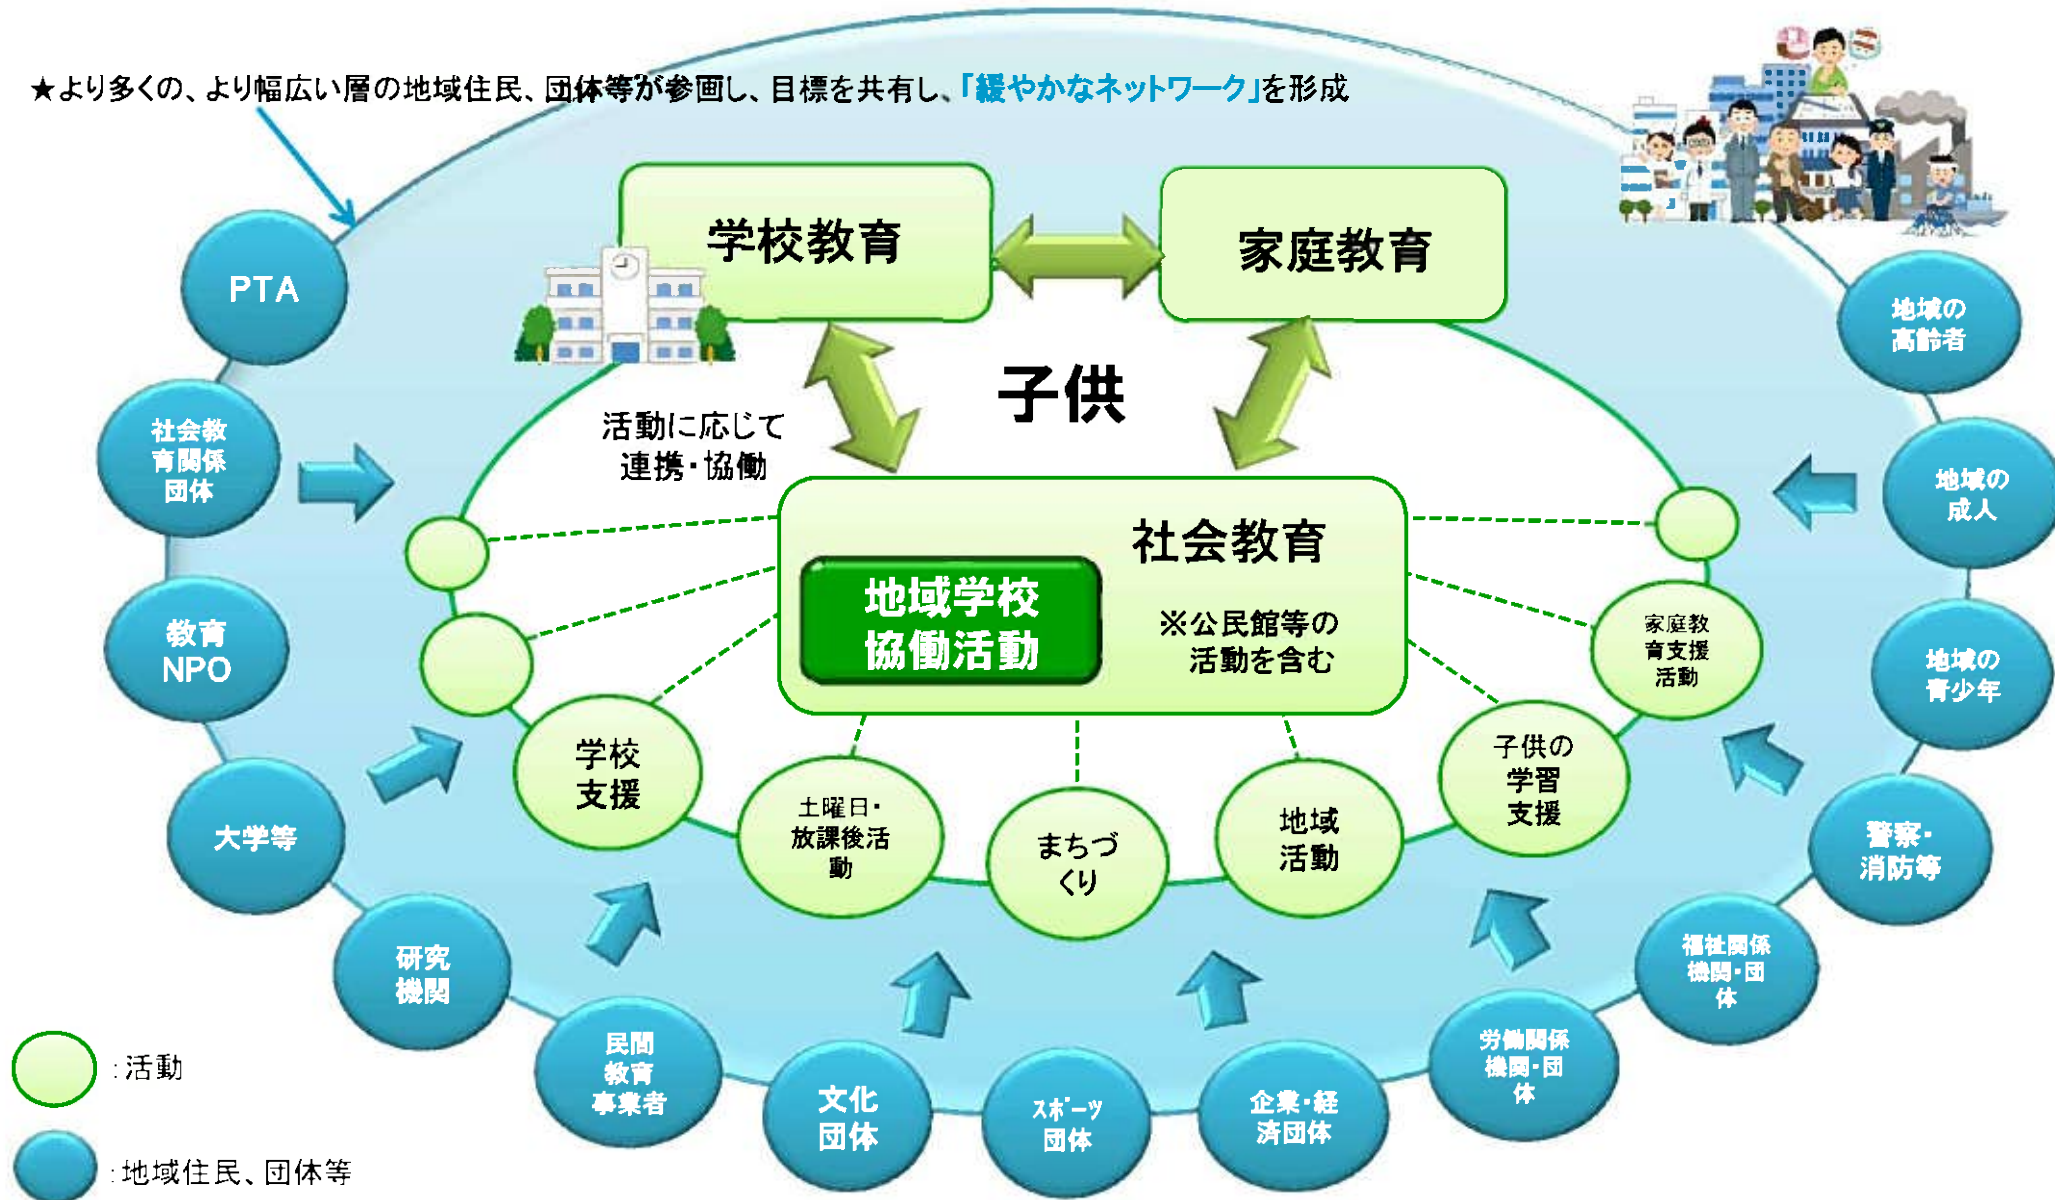 ★より多くの、より幅広い層の地域住民、団体等が参画し、目標を共有し、「緩やかなネットワーク」を形成
学校教育
家庭教育
子供
活動に応じて
連携・協働
社会教育
地域学校
協働活動
※公民館等の
活動を含む
学校
支援
土曜日・
放課後活
動
まちづ
くり
地域
活動
子供の
学習
支援
家庭教
育支援
活動
PTA
社会教
育関係
団体
教育
NPO
大学等
研究
機関
民間
教育
事業者
文化
団体
スポーツ
団体
企業・経
済団体
労働関係
機関・団
体
福祉関係
機関・団
体
警察・
消防等
地域の
青少年
地域の
成人
地域の
高齢者
:活動
:地域住民、団体等